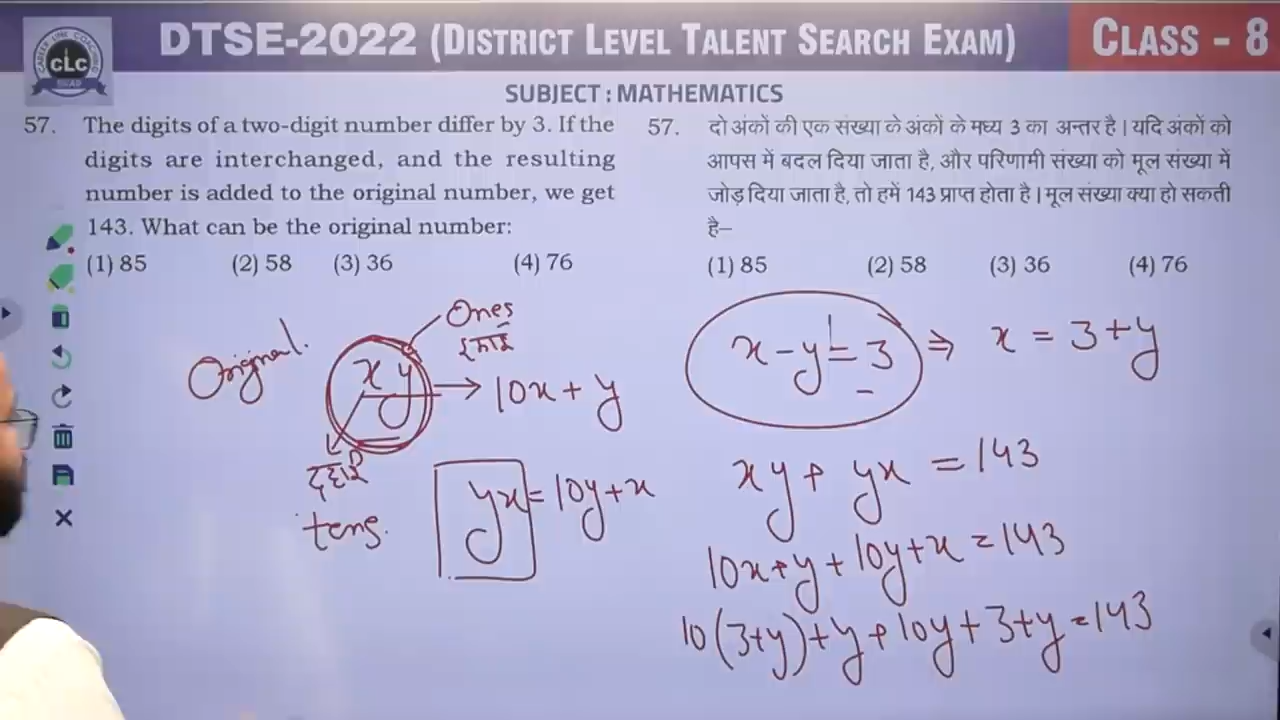 DTSE-2022 (DISTRICT LEVEL TALENT SEARCH EXAM) CLASS - 8
CLC
SUBJECT : MATHEMATICS
57. The digits of a two-digit number differ by 3. If the
digits are interchanged, and the resulting
number is added to the original number, we get
143. What can be the original number:
(1) 85 (2) 58 (3) 36 (4) 76
57. दो अंकों की एक संख्या के अंकों के मध्य 3 का अन्तर है। यदि अंकों को
आपस में बदल दिया जाता है, और परिणामी संख्या को मूल संख्या में
जोड़ दिया जाता है, तो हमें 143 प्राप्त होता है। मूल संख्या क्या हो सकती
है–
(1) 85 (2) 58 (3) 36 (4) 76
Ones
इकाई
Original. xy → 10x + y
दहाई
tens.
yx = 10y + x
x - y = 3 ⇒ x = 3 + y
xy + yx = 143
10x + y + 10y + x = 143
10(3+y) + y + 10y + 3 + y = 143